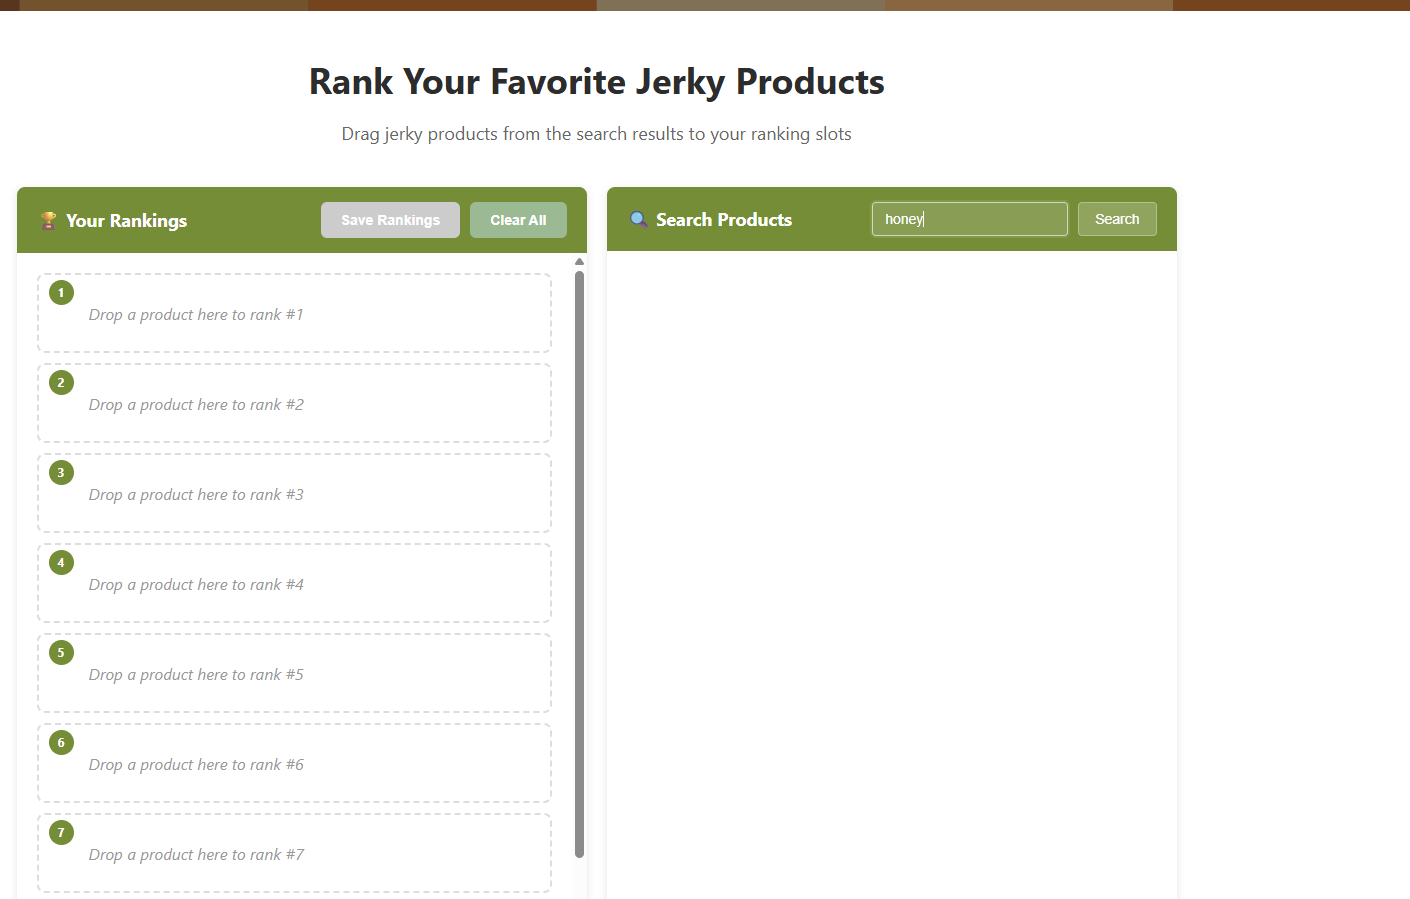 Rank Your Favorite Jerky Products
Drag jerky products from the search results to your ranking slots
🏆 Your Rankings
Save Rankings
Clear All
1
Drop a product here to rank #1
2
Drop a product here to rank #2
3
Drop a product here to rank #3
4
Drop a product here to rank #4
5
Drop a product here to rank #5
6
Drop a product here to rank #6
7
Drop a product here to rank #7
🔍 Search Products
honey
Search